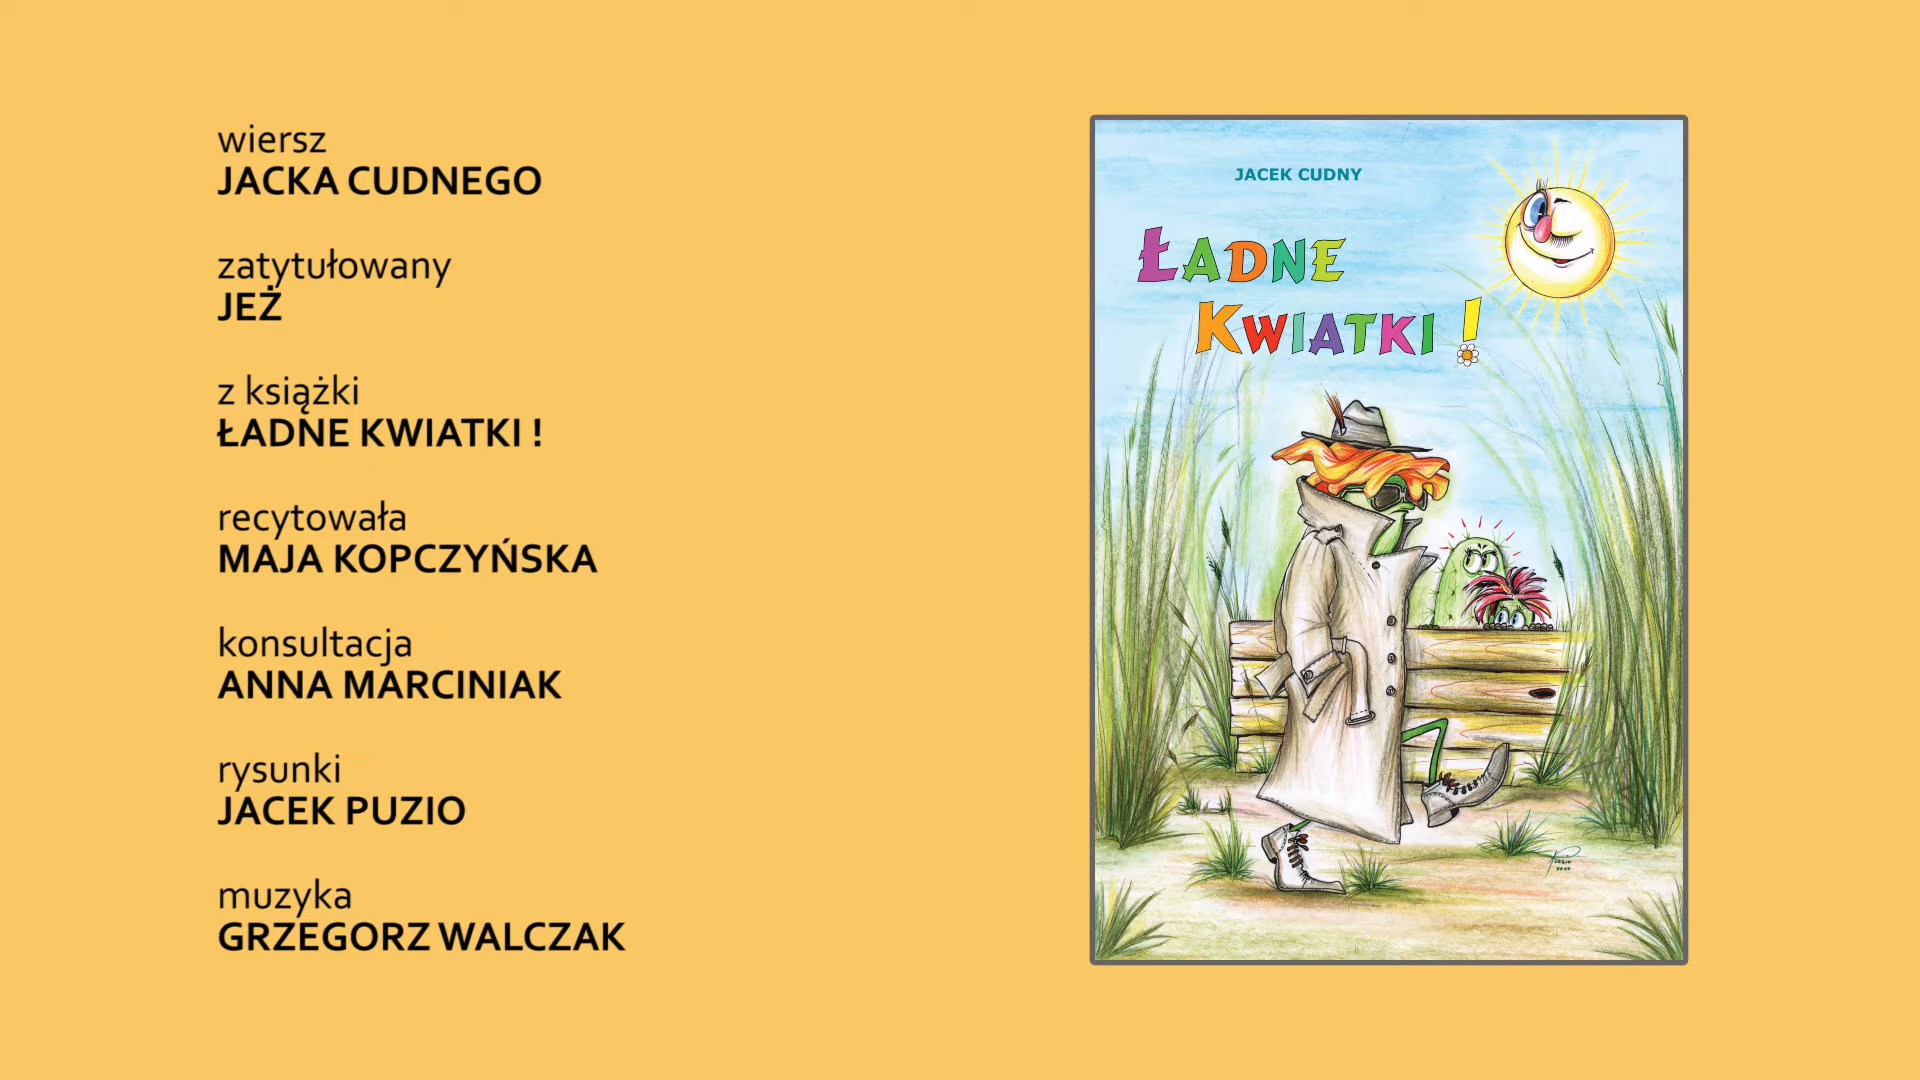 wiersz
JACKA CUDNEGO
zatytułowany
JEŻ
z książki
ŁADNE KWIATKI !
recytowała
MAJA KOPCZYŃSKA
konsultacja
ANNA MARCINIAK
rysunki
JACEK PUZIO
muzyka
GRZEGORZ WALCZAK
JACEK CUDNY
ŁADNE
KWIATKI !